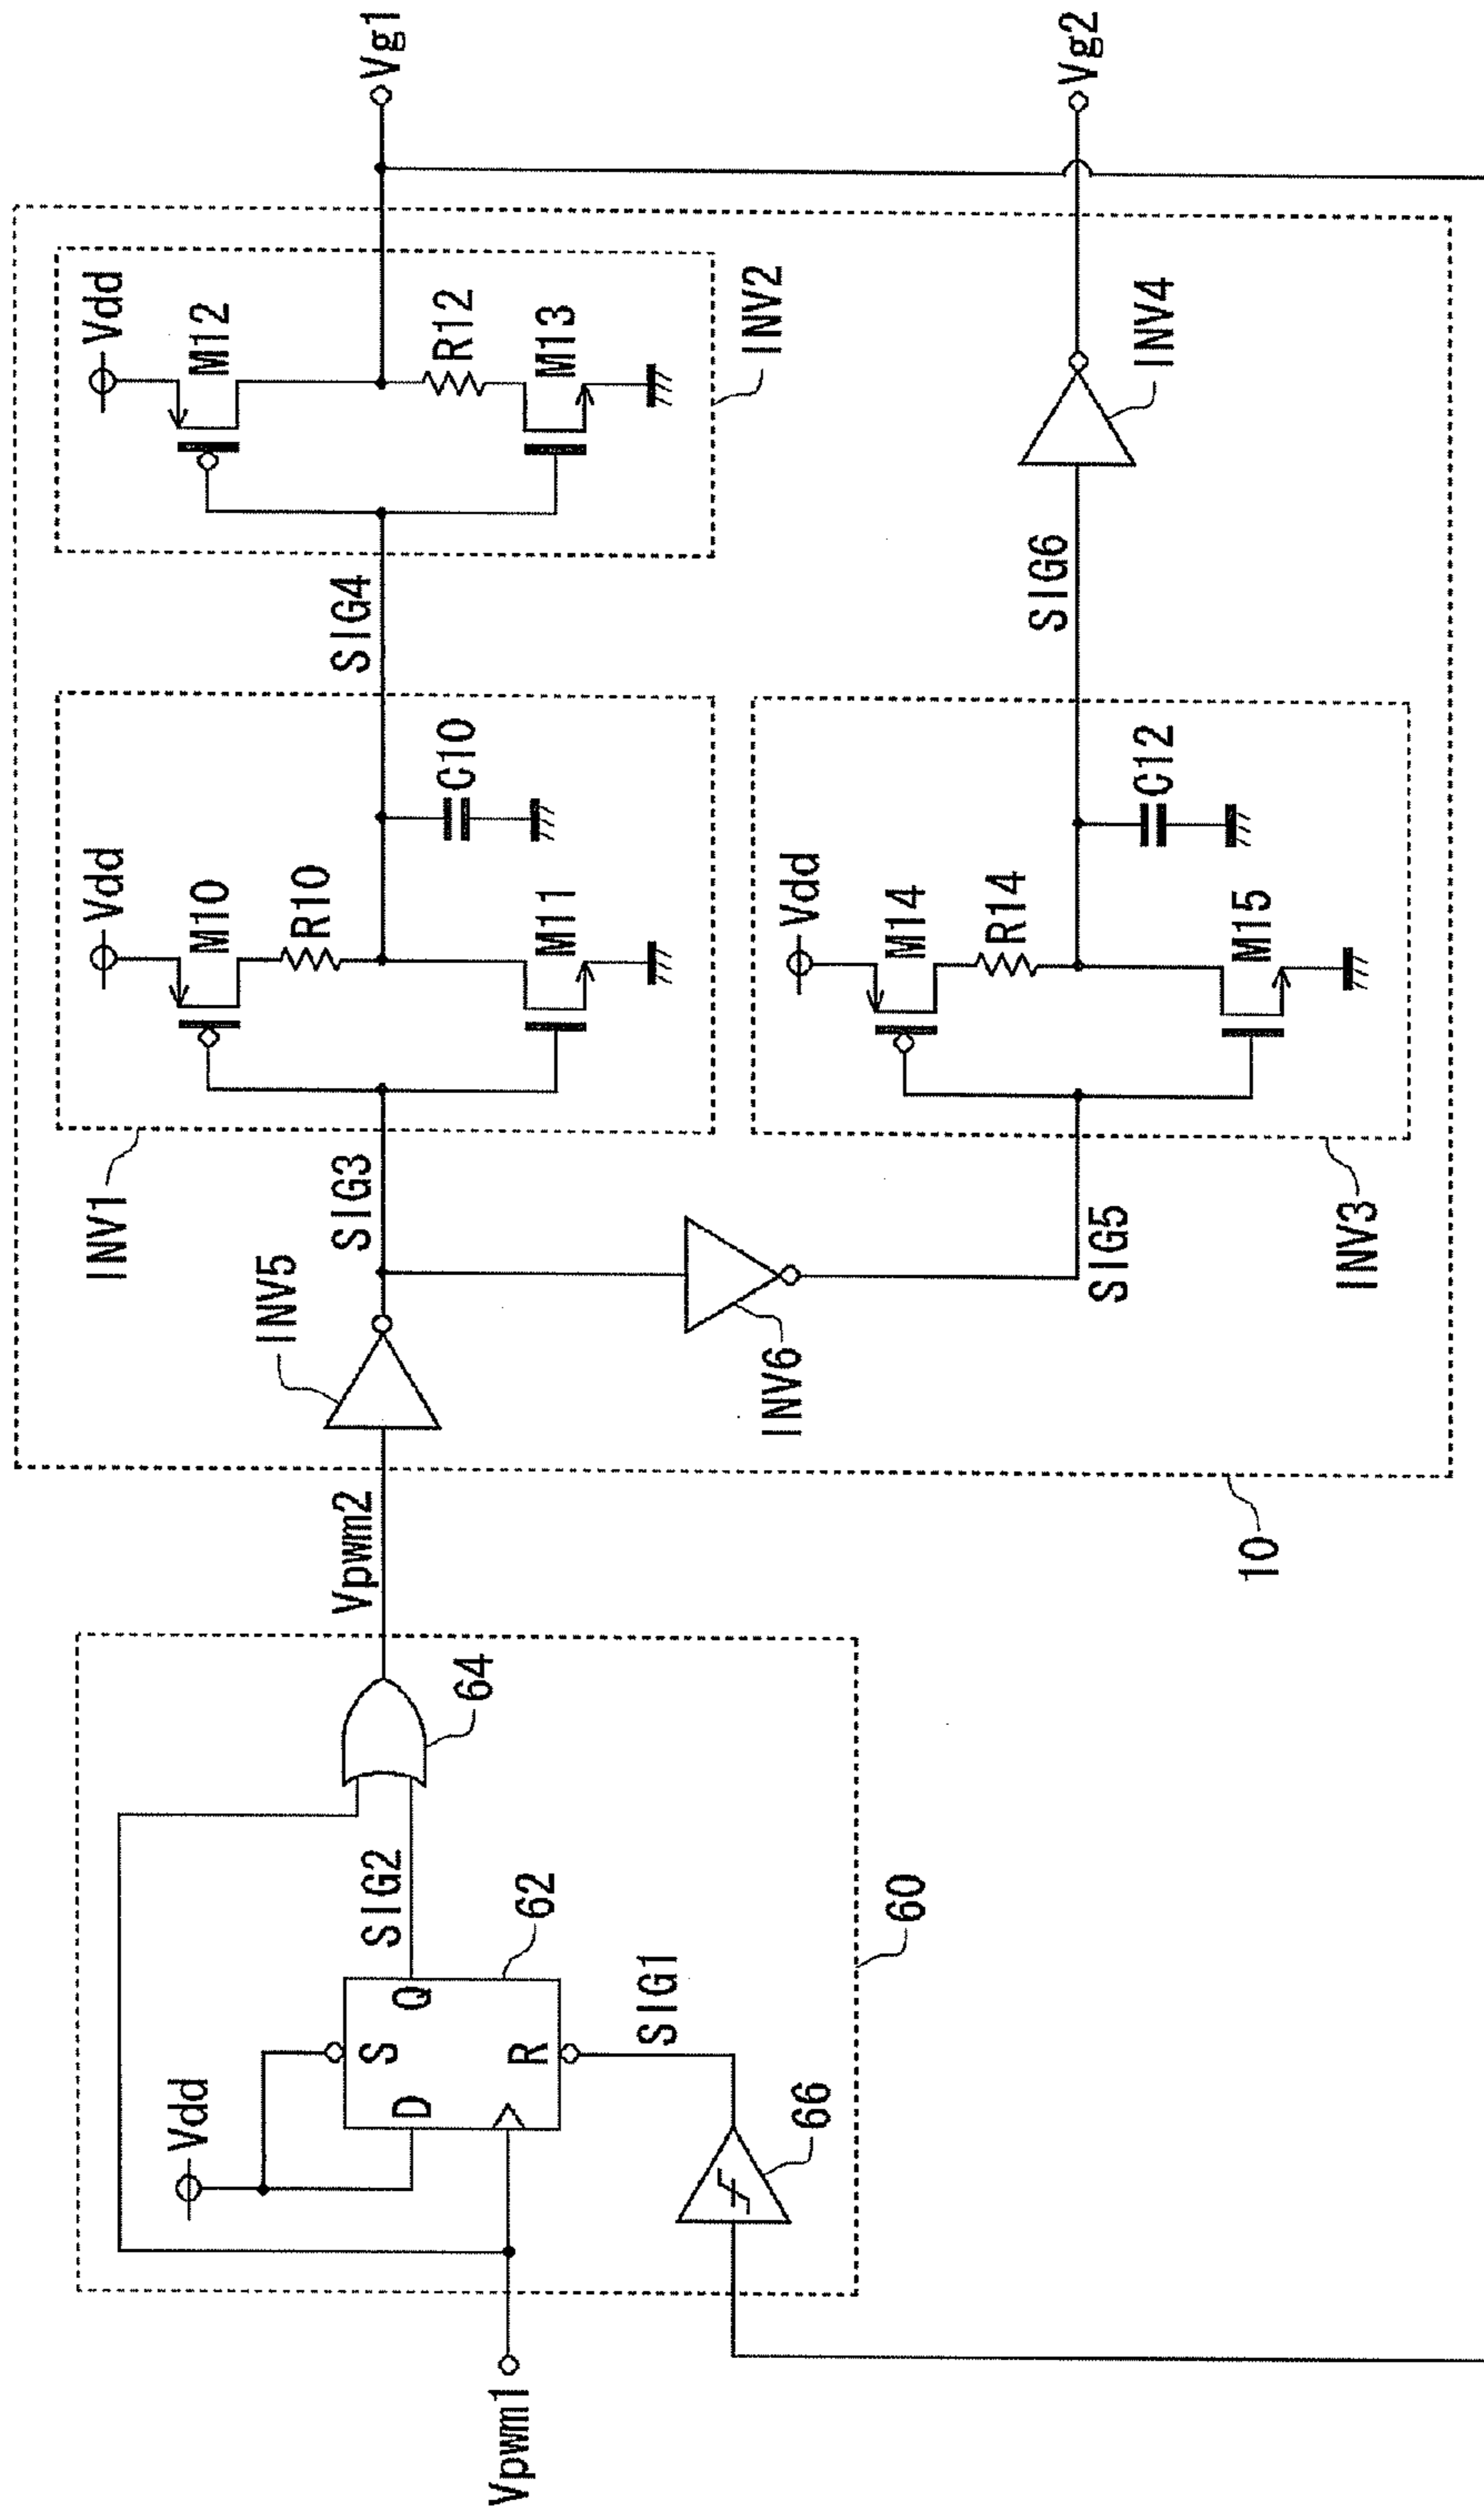 Vdd
M12
R12
M13
INV2
Vg1
SIG4
Vdd
M10
R10
M11
C10
INV1
SIG3
INV5
Vg2
INV4
SIG6
Vdd
M14
R14
M15
C12
INV3
SIG5
INV6
10
Vpwm2
64
SIG2
62
60
Vdd
D
S
Q
R
SIG1
66
Vpwm1